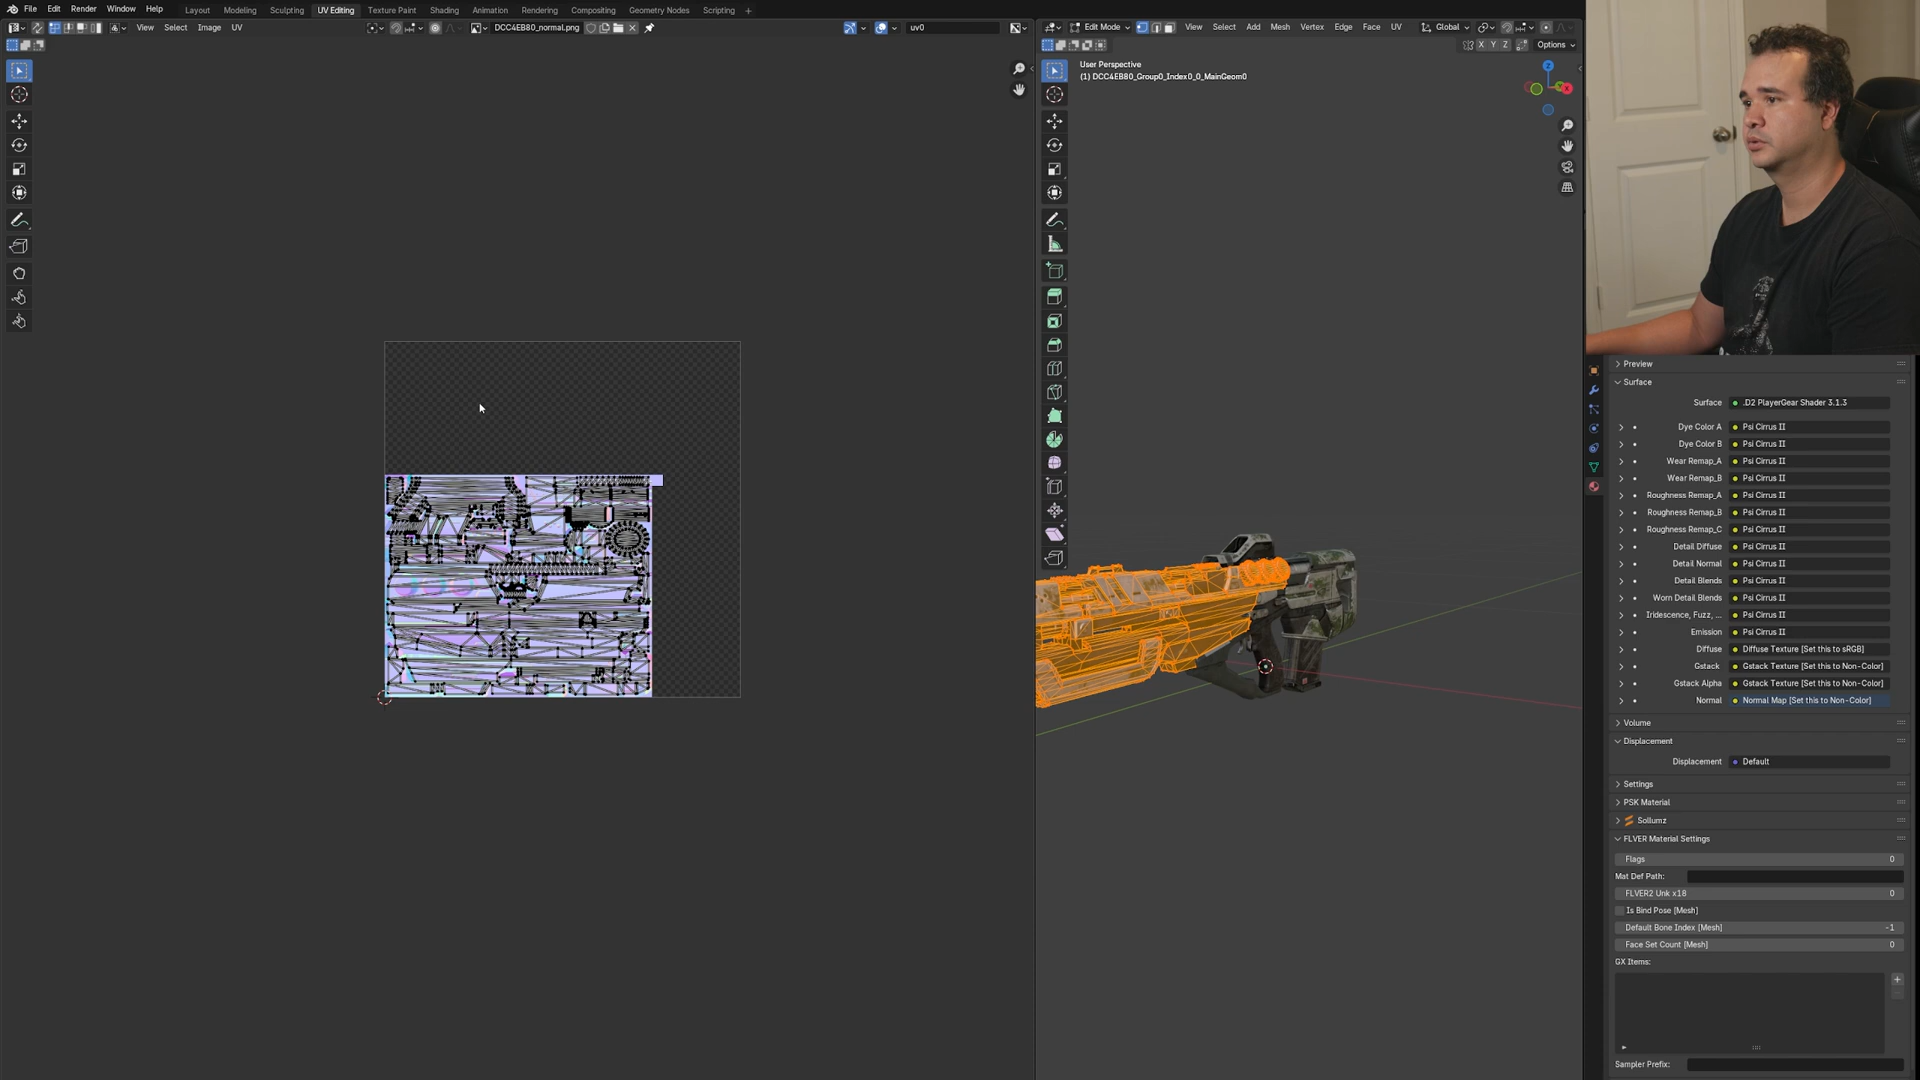 File Edit Render Window Help Layout Modeling Sculpting UV Editing Texture Paint Shading Animation Rendering Compositing Geometry Nodes Scripting +
View Select Image UV
DCC4EB80_normal.png
uv0
Edit Mode View Select Add Mesh Vertex Edge Face UV Global
X Y Z Options
User Perspective
(1) DCC4EB80_Group0_Index0_0_MainGeom0
Z
X
Preview
Surface
Surface .D2 PlayerGear Shader 3.1.3
Dye Color A Psi Cirrus II
Dye Color B Psi Cirrus II
Wear Remap_A Psi Cirrus II
Wear Remap_B Psi Cirrus II
Roughness Remap_A Psi Cirrus II
Roughness Remap_B Psi Cirrus II
Roughness Remap_C Psi Cirrus II
Detail Diffuse Psi Cirrus II
Detail Normal Psi Cirrus II
Detail Blends Psi Cirrus II
Worn Detail Blends Psi Cirrus II
Iridescence, Fuzz, ... Psi Cirrus II
Emission Psi Cirrus II
Diffuse Diffuse Texture [Set this to sRGB]
Gstack Gstack Texture [Set this to Non-Color]
Gstack Alpha Gstack Texture [Set this to Non-Color]
Normal Normal Map [Set this to Non-Color]
Volume
Displacement
Displacement Default
Settings
PSK Material
Sollumz
FLVER Material Settings
Flags 0
Mat Def Path:
FLVER2 Unk x18 0
Is Bind Pose [Mesh]
Default Bone Index [Mesh] -1
Face Set Count [Mesh] 0
GX Items:
Sampler Prefix: